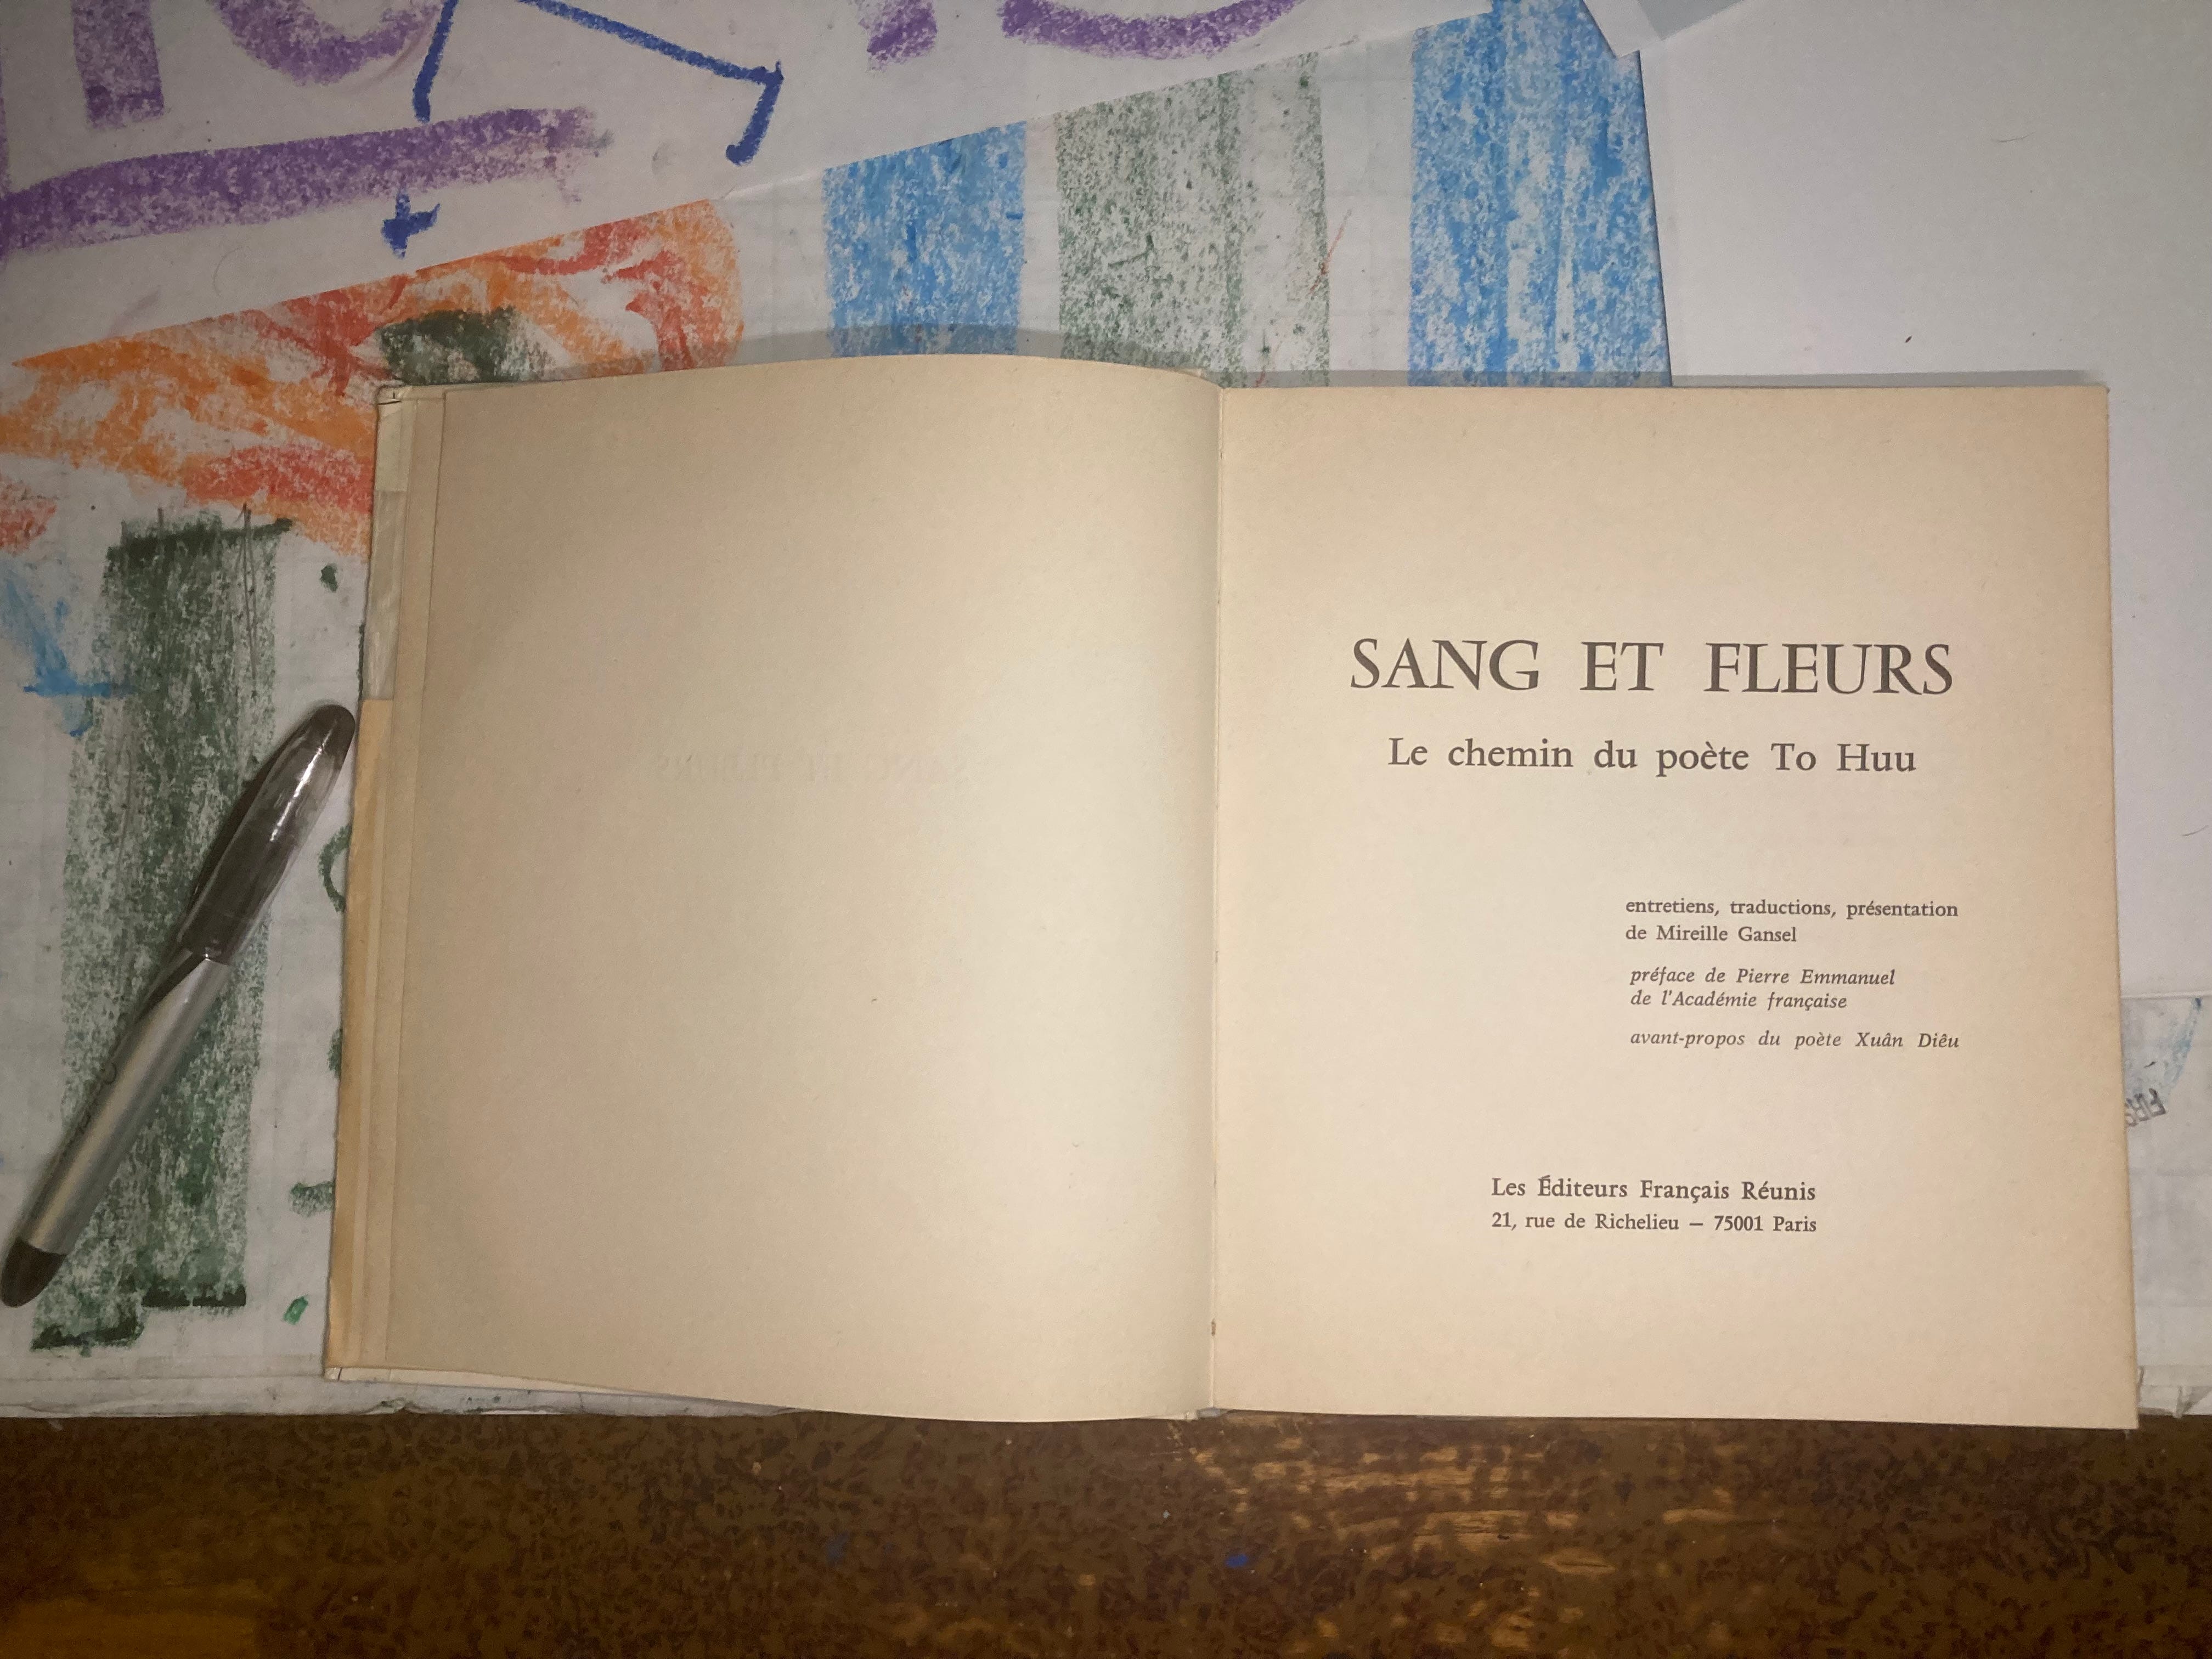 SANG ET FLEURS
Le chemin du poète To Huu
entretiens, traductions, présentation
de Mireille Gansel
préface de Pierre Emmanuel
de l'Académie française
avant-propos du poète Xuân Diêu
Les Éditeurs Français Réunis
21, rue de Richelieu — 75001 Paris